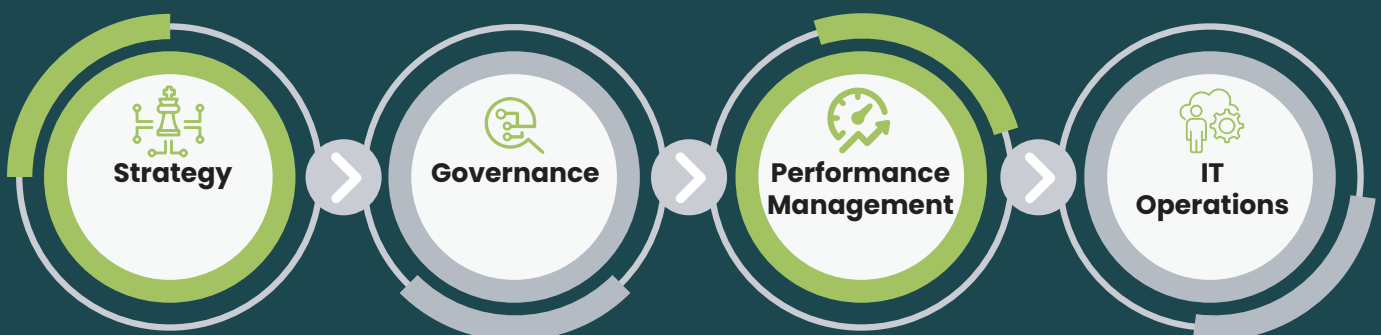 Strategy
Governance
Performance
Management
IT
Operations